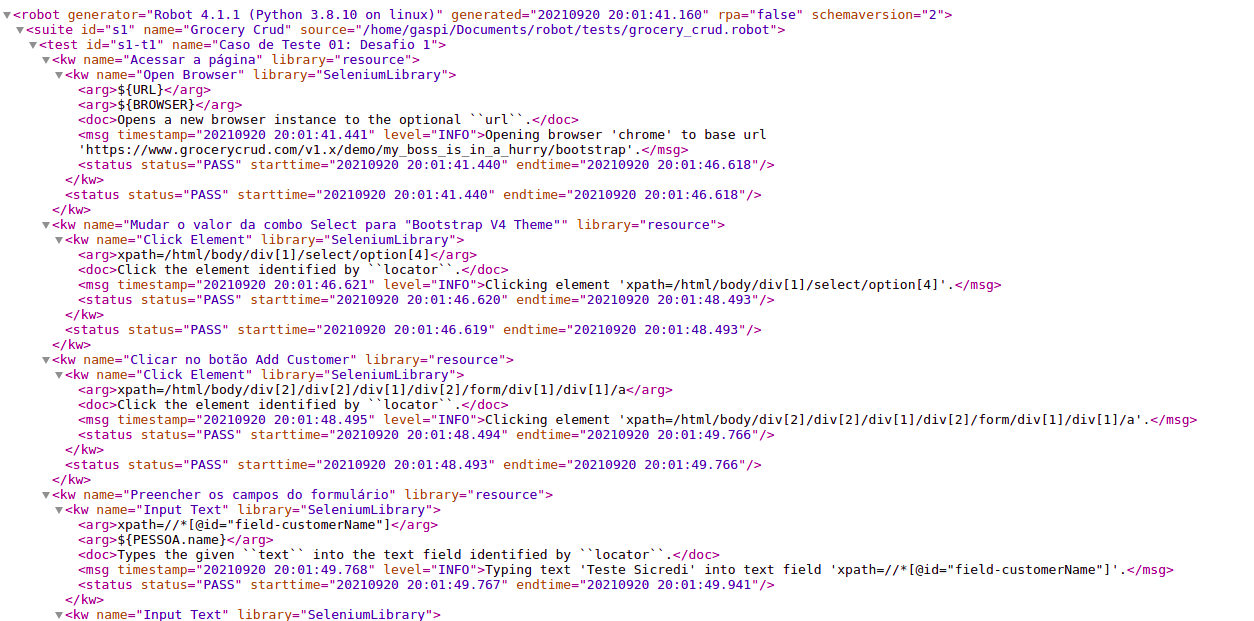 <robot generator="Robot 4.1.1 (Python 3.8.10 on linux)" generated="20210920 20:01:41.160" rpa="false" schemaversion="2">
<suite id="s1" name="Grocery Crud" source="/home/gaspi/Documents/robot/tests/grocery_crud.robot">
<test id="s1-t1" name="Caso de Teste 01: Desafio 1">
<kw name="Acessar a página" library="resource">
<kw name="Open Browser" library="SeleniumLibrary">
<arg>${URL}</arg>
<arg>${BROWSER}</arg>
<doc>Opens a new browser instance to the optional ``url``.</doc>
<msg timestamp="20210920 20:01:41.441" level="INFO">Opening browser 'chrome' to base url
'https://www.grocerycrud.com/v1.x/demo/my_boss_is_in_a_hurry/bootstrap'.</msg>
<status status="PASS" starttime="20210920 20:01:41.440" endtime="20210920 20:01:46.618"/>
</kw>
<status status="PASS" starttime="20210920 20:01:41.440" endtime="20210920 20:01:46.618"/>
</kw>
<kw name="Mudar o valor da combo Select para "Bootstrap V4 Theme"" library="resource">
<kw name="Click Element" library="SeleniumLibrary">
<arg>xpath=/html/body/div[1]/select/option[4]</arg>
<doc>Click the element identified by ``locator``.</doc>
<msg timestamp="20210920 20:01:46.621" level="INFO">Clicking element 'xpath=/html/body/div[1]/select/option[4]'.</msg>
<status status="PASS" starttime="20210920 20:01:46.620" endtime="20210920 20:01:48.493"/>
</kw>
<status status="PASS" starttime="20210920 20:01:46.619" endtime="20210920 20:01:48.493"/>
</kw>
<kw name="Clicar no botão Add Customer" library="resource">
<kw name="Click Element" library="SeleniumLibrary">
<arg>xpath=/html/body/div[2]/div[2]/div[1]/div[2]/form/div[1]/div[1]/a</arg>
<doc>Click the element identified by ``locator``.</doc>
<msg timestamp="20210920 20:01:48.495" level="INFO">Clicking element 'xpath=/html/body/div[2]/div[2]/div[1]/div[2]/form/div[1]/div[1]/a'.</msg>
<status status="PASS" starttime="20210920 20:01:48.494" endtime="20210920 20:01:49.766"/>
</kw>
<status status="PASS" starttime="20210920 20:01:48.493" endtime="20210920 20:01:49.766"/>
</kw>
<kw name="Preencher os campos do formulário" library="resource">
<kw name="Input Text" library="SeleniumLibrary">
<arg>xpath=//*[@id="field-customerName"]</arg>
<arg>${PESSOA.name}</arg>
<doc>Types the given ``text`` into the text field identified by ``locator``.</doc>
<msg timestamp="20210920 20:01:49.768" level="INFO">Typing text 'Teste Sicredi' into text field 'xpath=//*[@id="field-customerName"]'.</msg>
<status status="PASS" starttime="20210920 20:01:49.767" endtime="20210920 20:01:49.941"/>
</kw>
<kw name="Input Text" library="SeleniumLibrary">